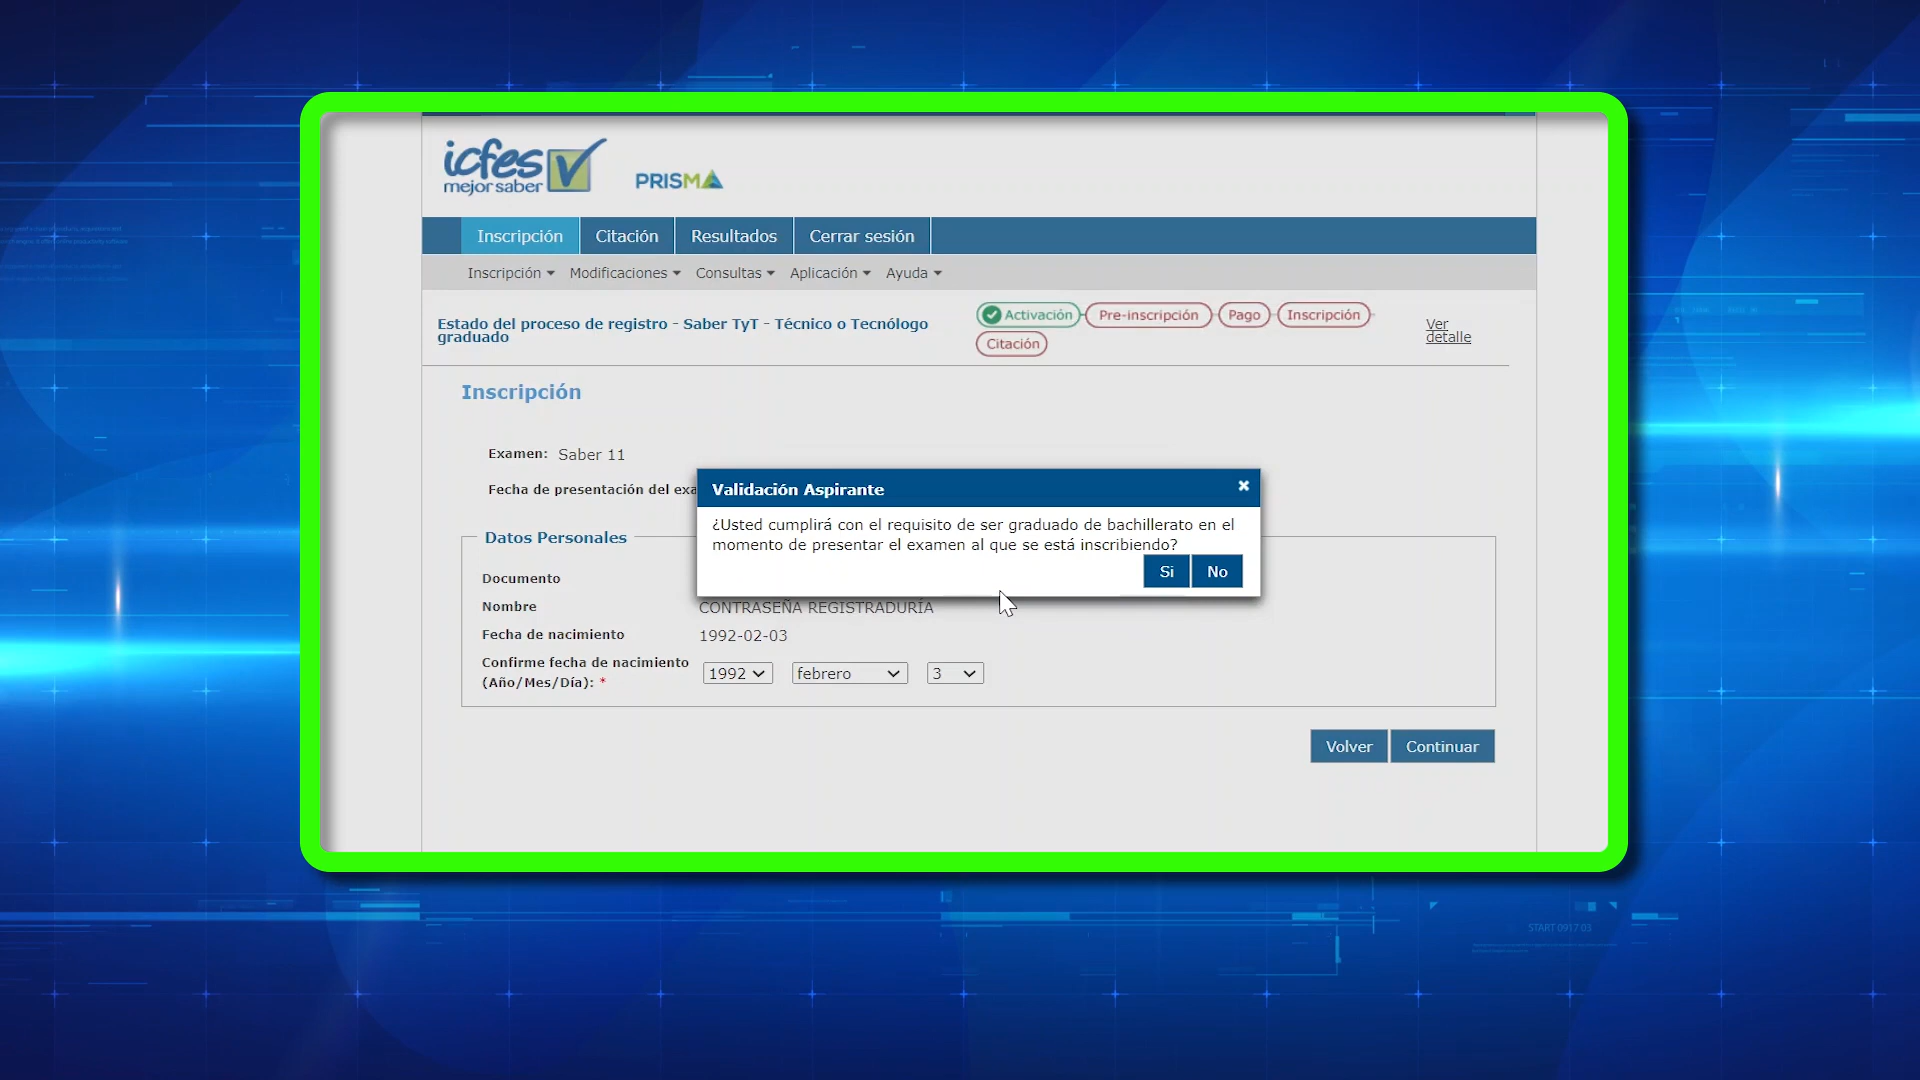 icfes
mejor saber
PRISMA
Inscripción Citación Resultados Cerrar sesión
Inscripción Modificaciones Consultas Aplicación Ayuda
Estado del proceso de registro - Saber TyT - Técnico o Tecnólogo
graduado
Activación Pre-inscripción Pago Inscripción
Citación
Ver
detalle
Inscripción
Examen: Saber 11
Fecha de presentación del exa
Validación Aspirante
¿Usted cumplirá con el requisito de ser graduado de bachillerato en el
momento de presentar el examen al que se está inscribiendo?
Si No
Datos Personales
Documento
Nombre CONTRASEÑA REGISTRADURÍA
Fecha de nacimiento 1992-02-03
Confirme fecha de nacimiento
(Año/Mes/Día): * 1992 febrero 3
Volver Continuar
START 0917 03